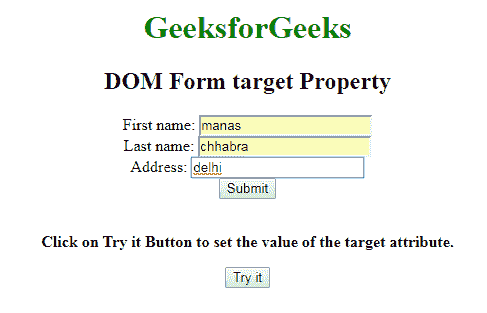 GeeksforGeeks
DOM Form target Property
First name: manas
Last name: chhabra
Address: delhi
Submit
Click on Try it Button to set the value of the target attribute.
Try it